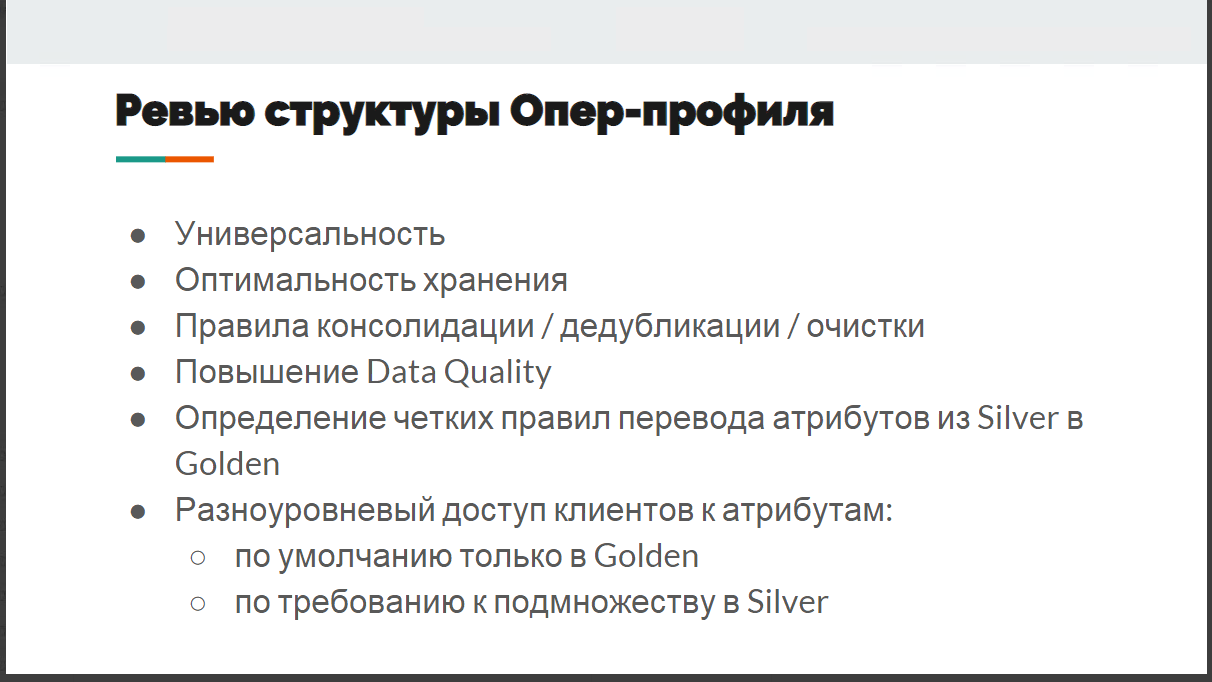 Ревью структуры Опер-профиля
● Универсальность
● Оптимальность хранения
● Правила консолидации / дедубликации / очистки
● Повышение Data Quality
● Определение четких правил перевода атрибутов из Silver в
Golden
● Разноуровневый доступ клиентов к атрибутам:
○ по умолчанию только в Golden
○ по требованию к подмножеству в Silver